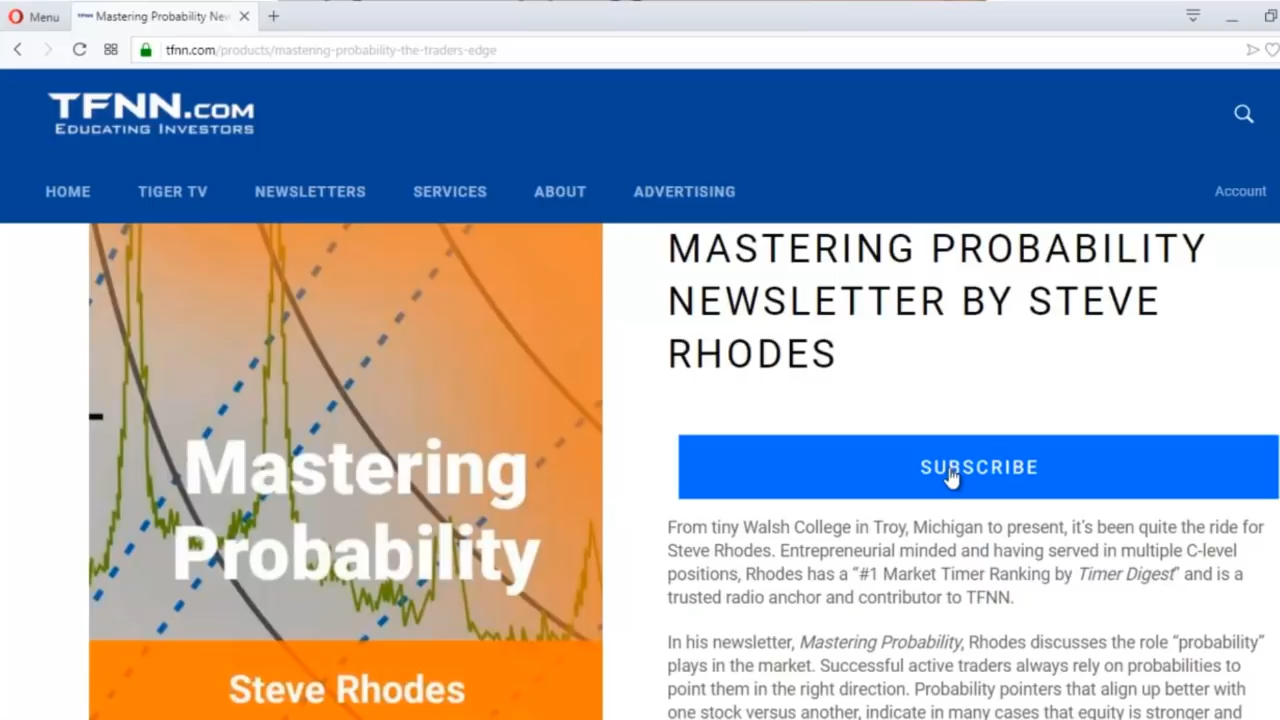 Menu
TFNN Mastering Probability New
tfnn.com/products/mastering-probability-the-traders-edge
TFNN.COM
EDUCATING INVESTORS
HOME TIGER TV NEWSLETTERS SERVICES ABOUT ADVERTISING Account
Mastering
Probability
Steve Rhodes
MASTERING PROBABILITY
NEWSLETTER BY STEVE
RHODES
SUBSCRIBE
From tiny Walsh College in Troy, Michigan to present, it's been quite the ride for
Steve Rhodes. Entrepreneurial minded and having served in multiple C-level
positions, Rhodes has a “#1 Market Timer Ranking by Timer Digest” and is a
trusted radio anchor and contributor to TFNN.
In his newsletter, Mastering Probability, Rhodes discusses the role “probability”
plays in the market. Successful active traders always rely on probabilities to
point them in the right direction. Probability pointers that align up better with
one stock versus another, indicate in many cases that equity is stronger and